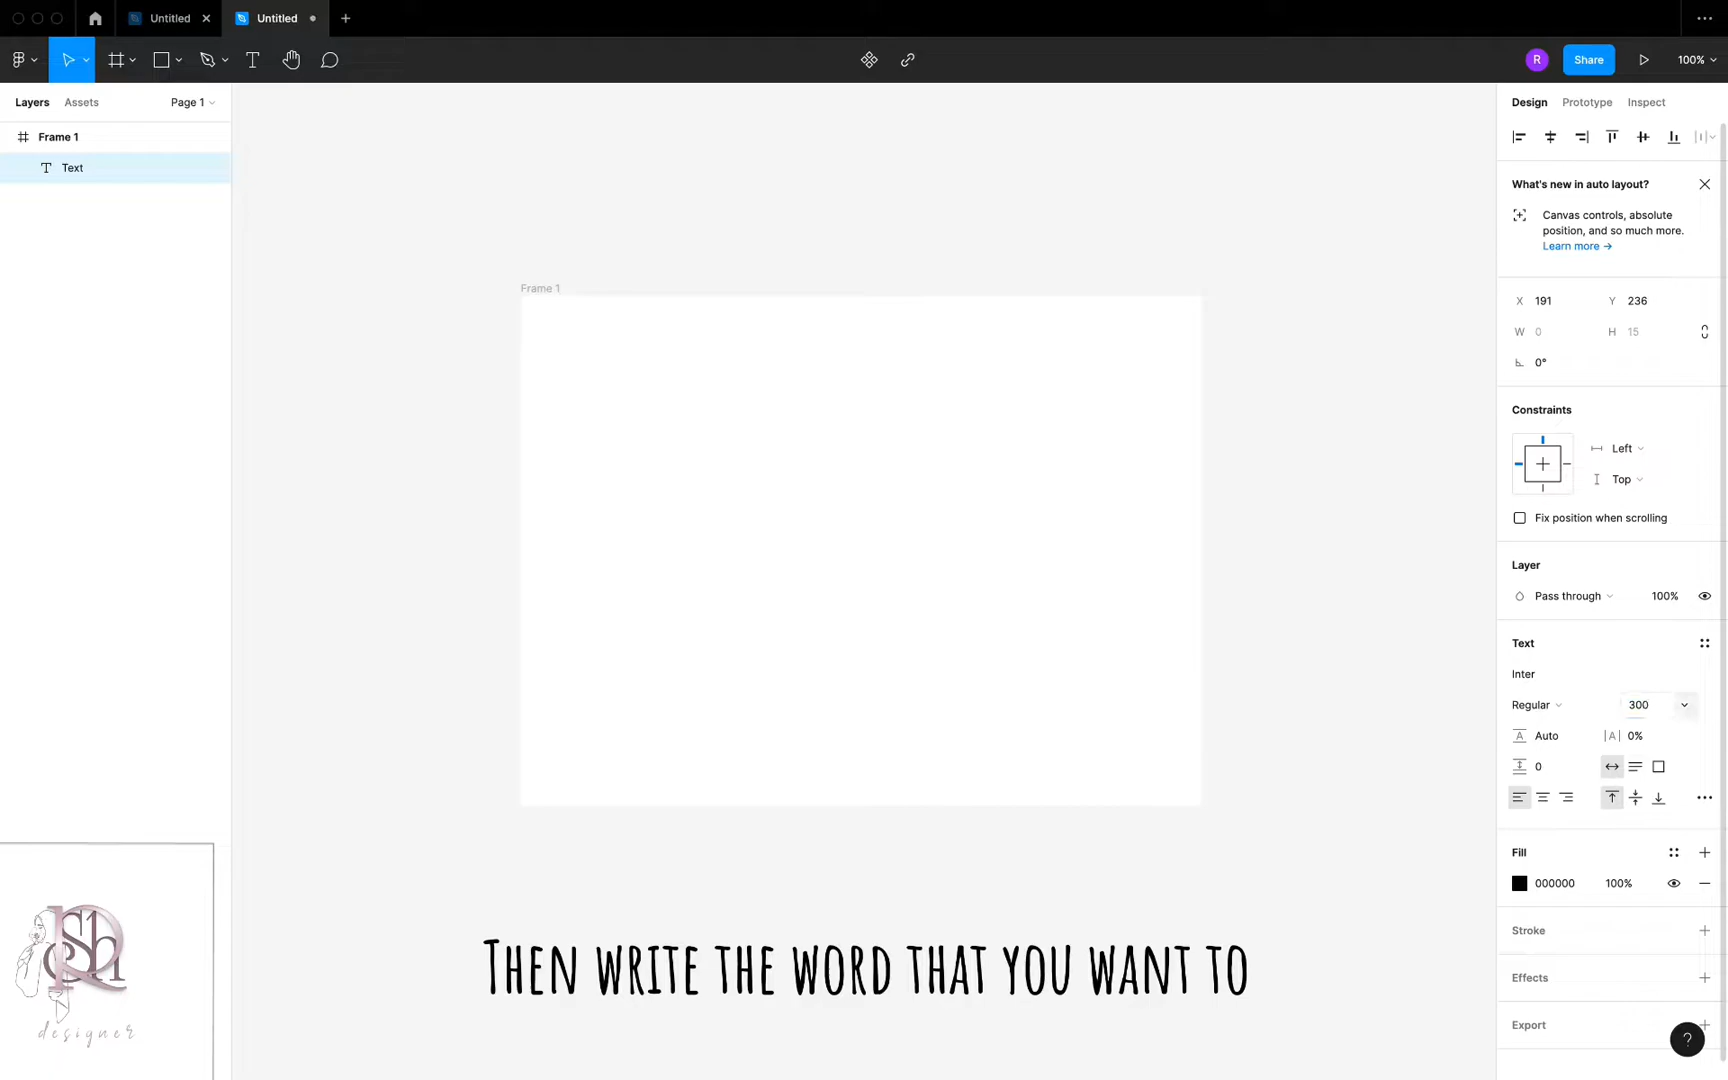 Untitled
Untitled
R
Share
100%
Layers
Assets
Page 1
Frame 1
Text
Frame 1
THEN WRITE THE WORD THAT YOU WANT TO
designer
Design
Prototype
Inspect
What's new in auto layout?
Canvas controls, absolute
position, and so much more.
Learn more →
X 191
Y 236
W 0
H 15
0°
Constraints
Left
Top
Fix position when scrolling
Layer
Pass through
100%
Text
Inter
Regular
300
Auto
0%
0
Fill
000000
100%
Stroke
Effects
Export
?